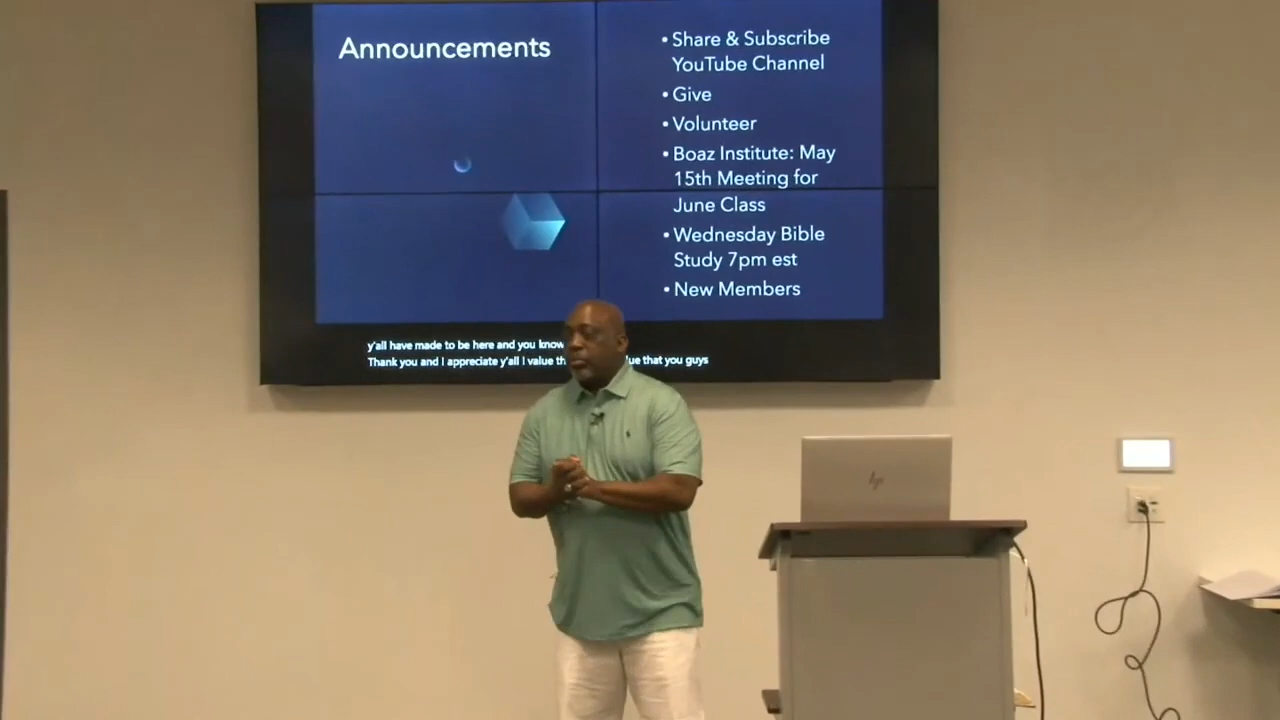 Announcements
• Share & Subscribe
YouTube Channel
• Give
• Volunteer
• Boaz Institute: May
15th Meeting for
June Class
• Wednesday Bible
Study 7pm est
• New Members
y'all have made to be here and you know
Thank you and I appreciate y'all I value that you guys
hp